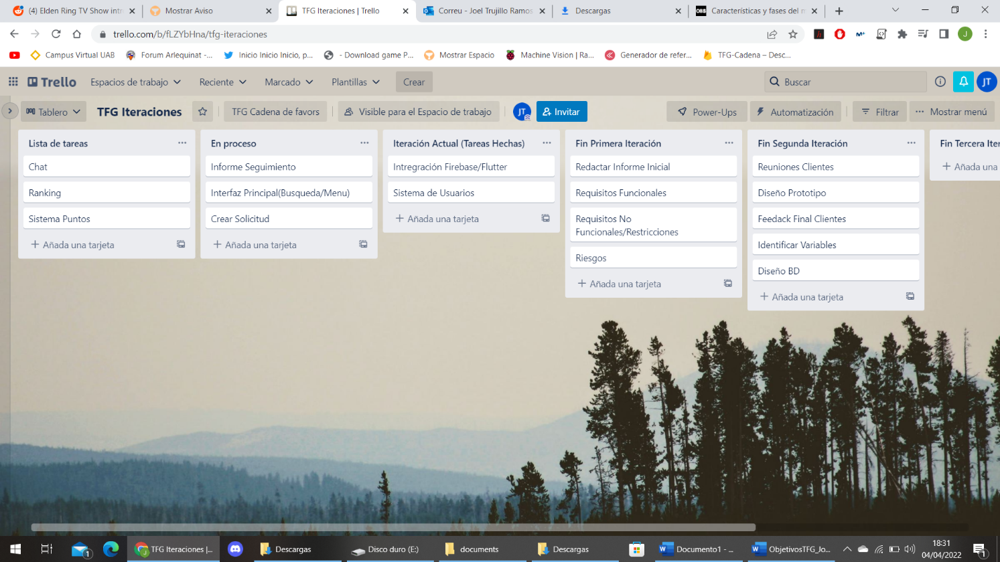 (4) Elden Ring TV Show intr
Mostrar Aviso
TFG Iteraciones | Trello
Correu - Joel Trujillo Ramos
Descargas
OBS
Características y fases del m
trello.com/b/fLZYbHna/tfg-iteraciones
J
Campus Virtual UAB
Forum Arlequinat -...
Inicio Inicio Inicio, p...
- Download game P...
Mostrar Espacio
Machine Vision | Ra...
Generador de refer...
TFG-Cadena – Desc...
Trello
Espacios de trabajo
Reciente
Marcado
Plantillas
Crear
Buscar
JT
Tablero
TFG Iteraciones
TFG Cadena de favors
Visible para el Espacio de trabajo
JT
Invitar
Power-Ups
Automatización
Filtrar
Mostrar menú
Lista de tareas
Chat
Ranking
Sistema Puntos
Añada una tarjeta
En proceso
Informe Seguimiento
Interfaz Principal(Busqueda/Menu)
Crear Solicitud
Añada una tarjeta
Iteración Actual (Tareas Hechas)
Intregración Firebase/Flutter
Sistema de Usuarios
Añada una tarjeta
Fin Primera Iteración
Redactar Informe Inicial
Requisitos Funcionales
Requisitos No
Funcionales/Restricciones
Riesgos
Añada una tarjeta
Fin Segunda Iteración
Reuniones Clientes
Diseño Prototipo
Feedack Final Clientes
Identificar Variables
Diseño BD
Añada una tarjeta
Fin Tercera Iter
Añada una
1
TFG Iteraciones |...
Descargas
Disco duro (E:)
documents
Descargas
Documento1 - ...
ObjetivosTFG_Jo...
18:31
04/04/2022
1